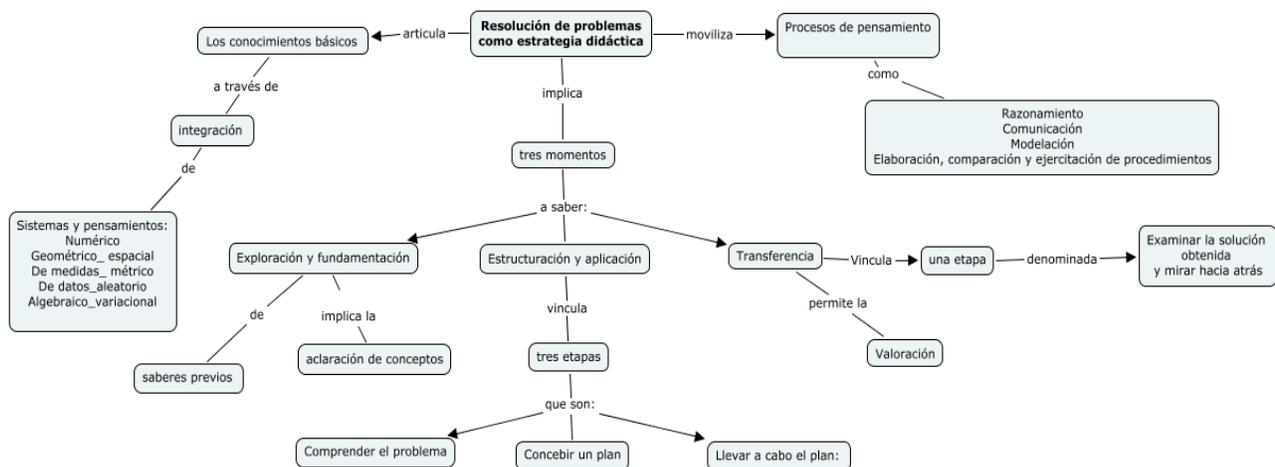 Resolución de problemas
como estrategia didáctica
articula
Los conocimientos básicos
a través de
integración
de
Sistemas y pensamientos:
Numérico
Geométrico_ espacial
De medidas_ métrico
De datos_aleatorio
Algebraico_variacional
moviliza
Procesos de pensamiento
como
Razonamiento
Comunicación
Modelación
Elaboración, comparación y ejercitación de procedimientos
implica
tres momentos
a saber:
Exploración y fundamentación
de
saberes previos
implica la
aclaración de conceptos
Estructuración y aplicación
vincula
tres etapas
que son:
Comprender el problema
Concebir un plan
Llevar a cabo el plan:
Transferencia
Vincula
una etapa
denominada
Examinar la solución
obtenida
y mirar hacia atrás
permite la
Valoración